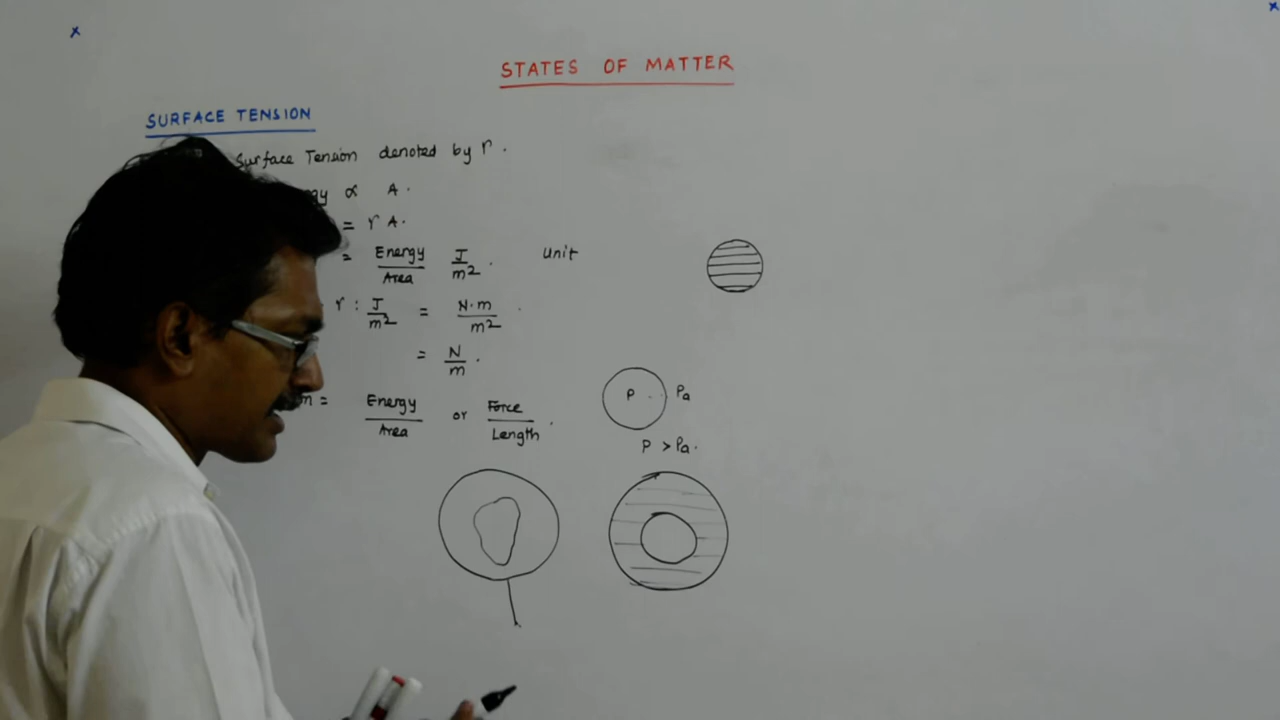 x x
STATES OF MATTER
SURFACE TENSION
Surface Tension denoted by r.
∝ A.
= r A.
= Energy/Area J/m² . Unit
r : J/m² = N·m/m² .
= N/m .
= Energy/Area or Force/Length .
P Pa
P > Pa.